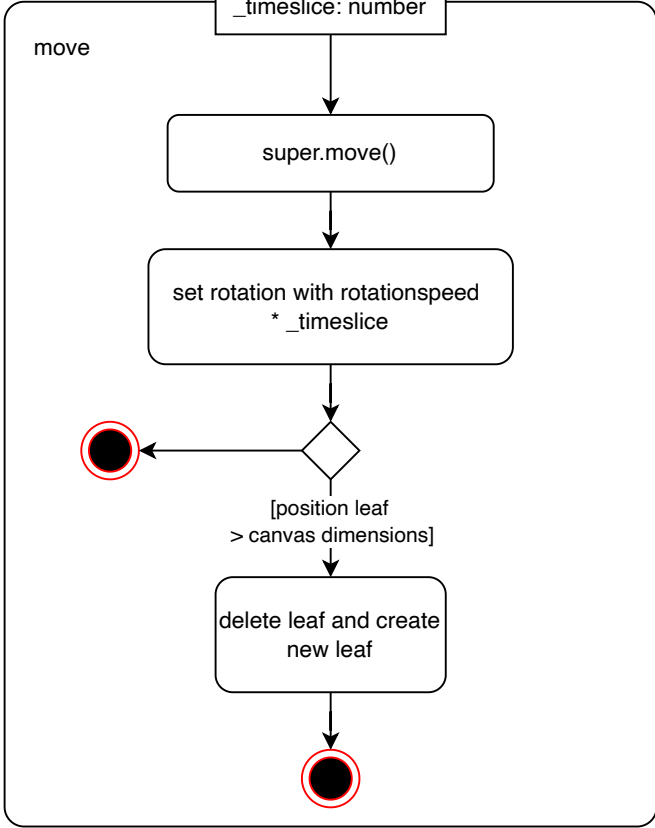 _timeslice: number
move
super.move()
set rotation with rotationspeed
* _timeslice
[position leaf
> canvas dimensions]
delete leaf and create
new leaf